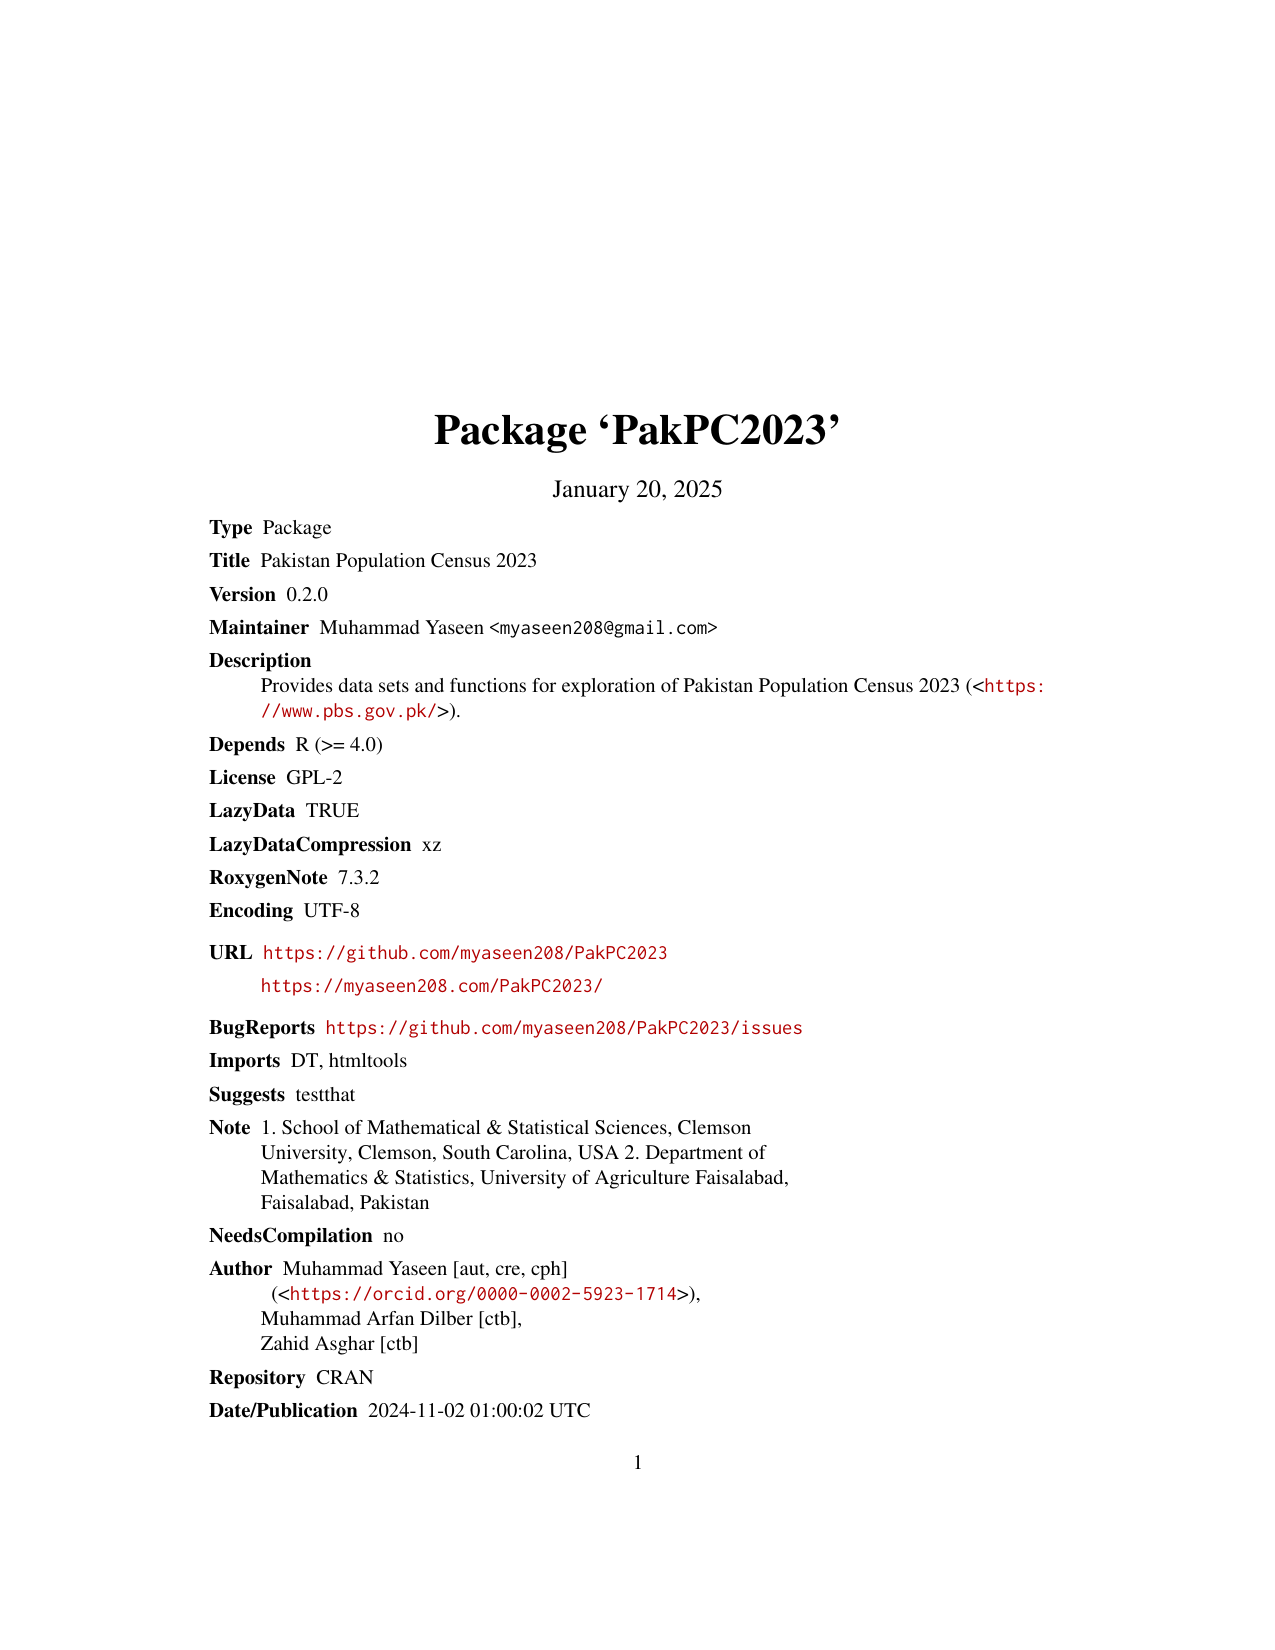 Package ‘PakPC2023’
January 20, 2025
Type Package
Title Pakistan Population Census 2023
Version 0.2.0
Maintainer Muhammad Yaseen <myaseen208@gmail.com>
Description
Provides data sets and functions for exploration of Pakistan Population Census 2023 (<https:
//www.pbs.gov.pk/>).
Depends R (>= 4.0)
License GPL-2
LazyData TRUE
LazyDataCompression xz
RoxygenNote 7.3.2
Encoding UTF-8
URL https://github.com/myaseen208/PakPC2023
https://myaseen208.com/PakPC2023/
BugReports https://github.com/myaseen208/PakPC2023/issues
Imports DT, htmltools
Suggests testthat
Note 1. School of Mathematical & Statistical Sciences, Clemson
University, Clemson, South Carolina, USA 2. Department of
Mathematics & Statistics, University of Agriculture Faisalabad,
Faisalabad, Pakistan
NeedsCompilation no
Author Muhammad Yaseen [aut, cre, cph]
(<https://orcid.org/0000-0002-5923-1714>),
Muhammad Arfan Dilber [ctb],
Zahid Asghar [ctb]
Repository CRAN
Date/Publication 2024-11-02 01:00:02 UTC
1